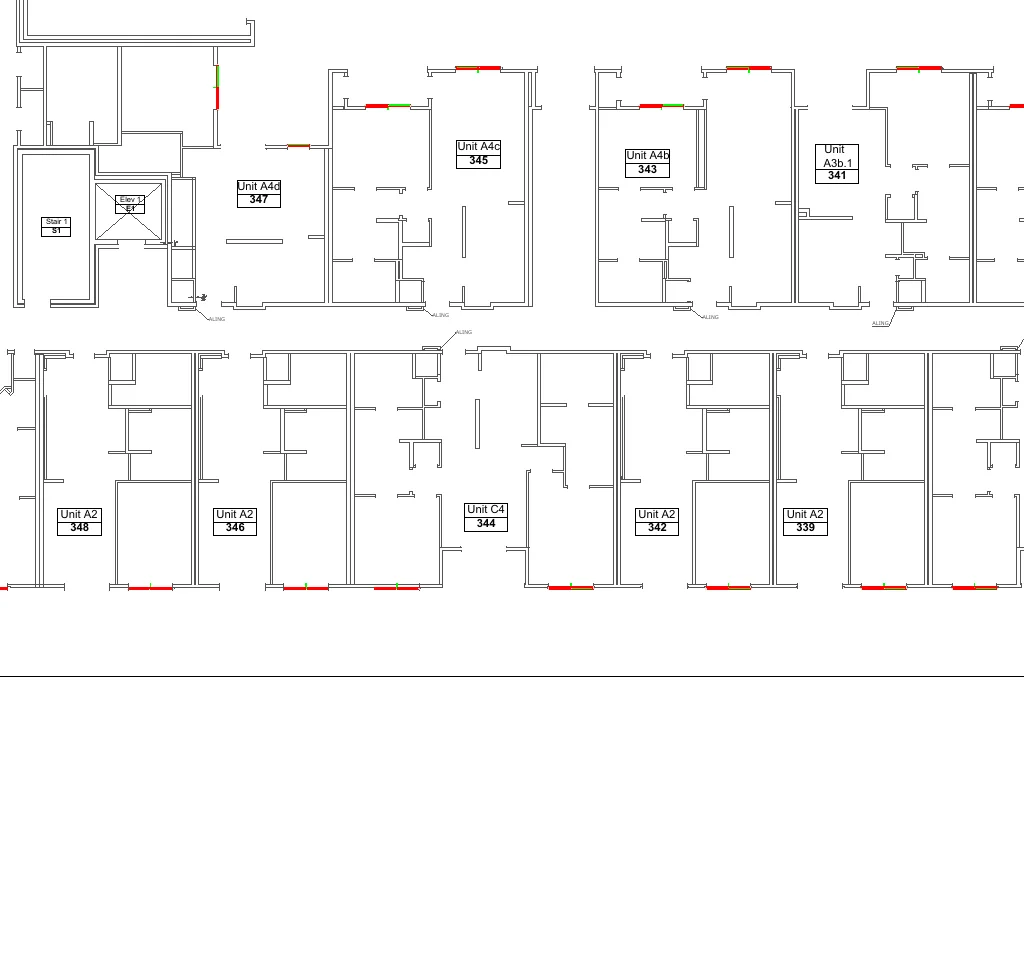 Unit A4c
345
Unit A4b
343
Unit
A3b.1
341
Unit A4d
347
Elev 1
E1
Stair 1
S1
ALING
ALING
ALING
ALING
ALING
Unit A2
348
Unit A2
346
Unit C4
344
Unit A2
342
Unit A2
339